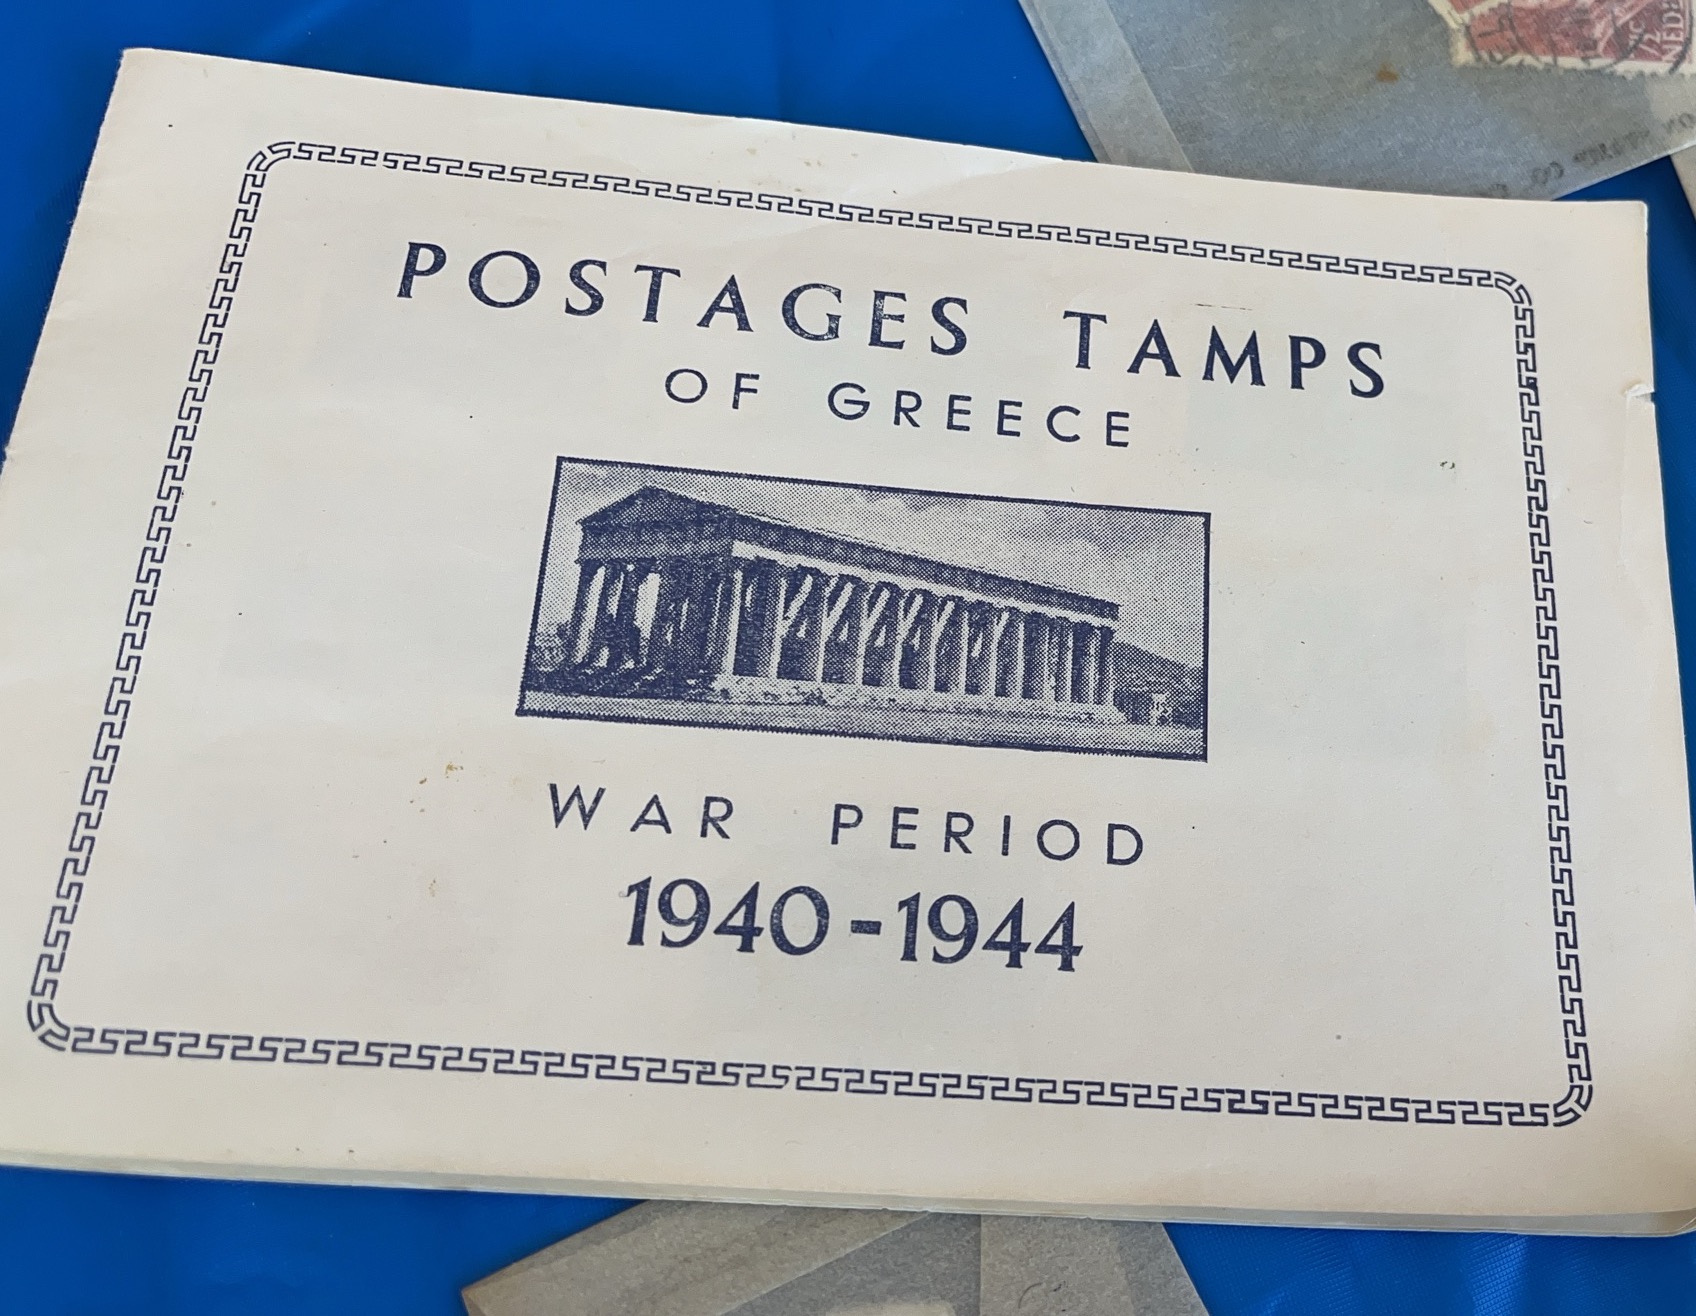 POSTAGES TAMPS
OF GREECE
WAR PERIOD
1940-1944